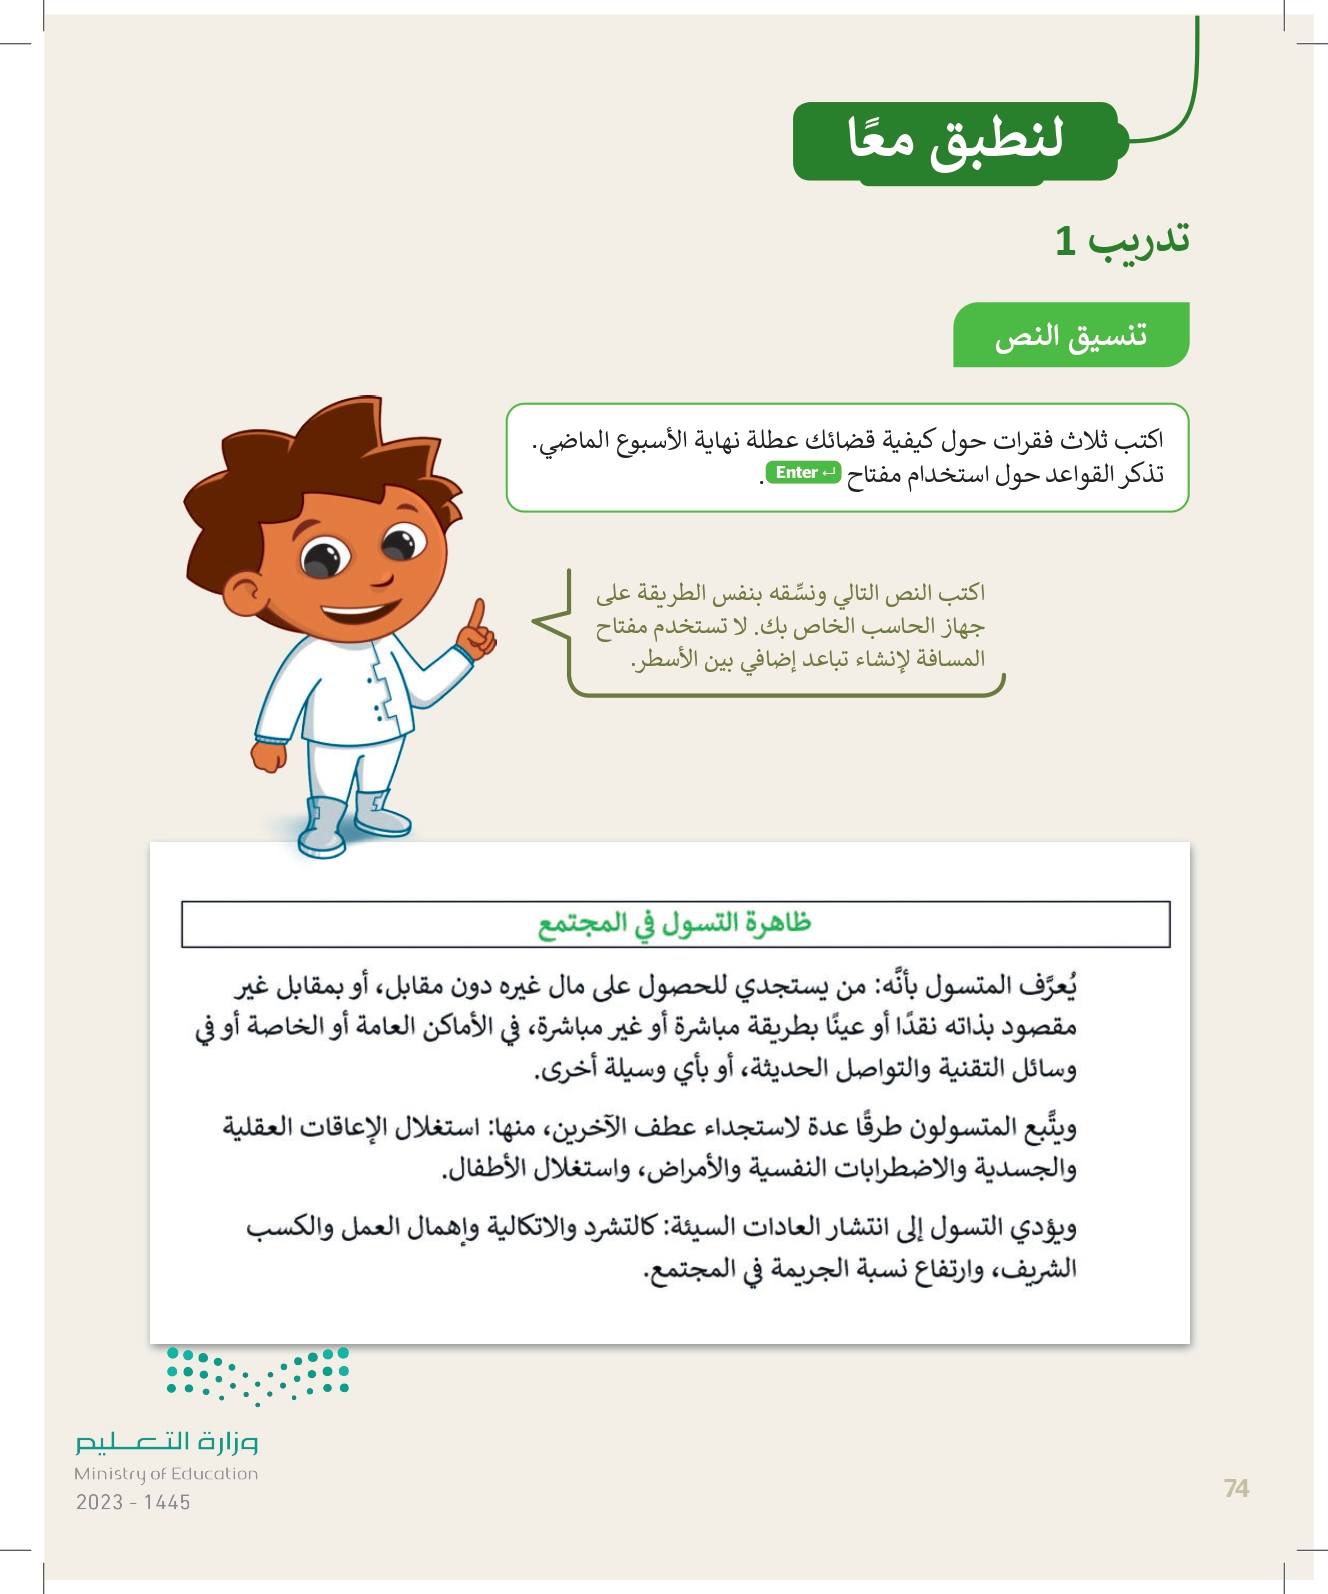 لنطبق معًا
تدريب 1
تنسيق النص
اكتب ثلاث فقرات حول كيفية قضائك عطلة نهاية الأسبوع الماضي.
تذكر القواعد حول استخدام مفتاح Enter ↵.
اكتب النص التالي ونسِّقه بنفس الطريقة على
جهاز الحاسب الخاص بك. لا تستخدم مفتاح
المسافة لإنشاء تباعد إضافي بين الأسطر.
ظاهرة التسول في المجتمع
يُعرَّف المتسول بأنَّه: من يستجدي للحصول على مال غيره دون مقابل، أو بمقابل غير
مقصود بذاته نقدًا أو عينًا بطريقة مباشرة أو غير مباشرة، في الأماكن العامة أو الخاصة أو في
وسائل التقنية والتواصل الحديثة، أو بأي وسيلة أخرى.
ويتَّبع المتسولون طرقًا عدة لاستجداء عطف الآخرين، منها: استغلال الإعاقات العقلية
والجسدية والاضطرابات النفسية والأمراض، واستغلال الأطفال.
ويؤدي التسول إلى انتشار العادات السيئة: كالتشرد والاتكالية وإهمال العمل والكسب
الشريف، وارتفاع نسبة الجريمة في المجتمع.
وزارة التعليم
Ministry of Education
2023 - 1445
74